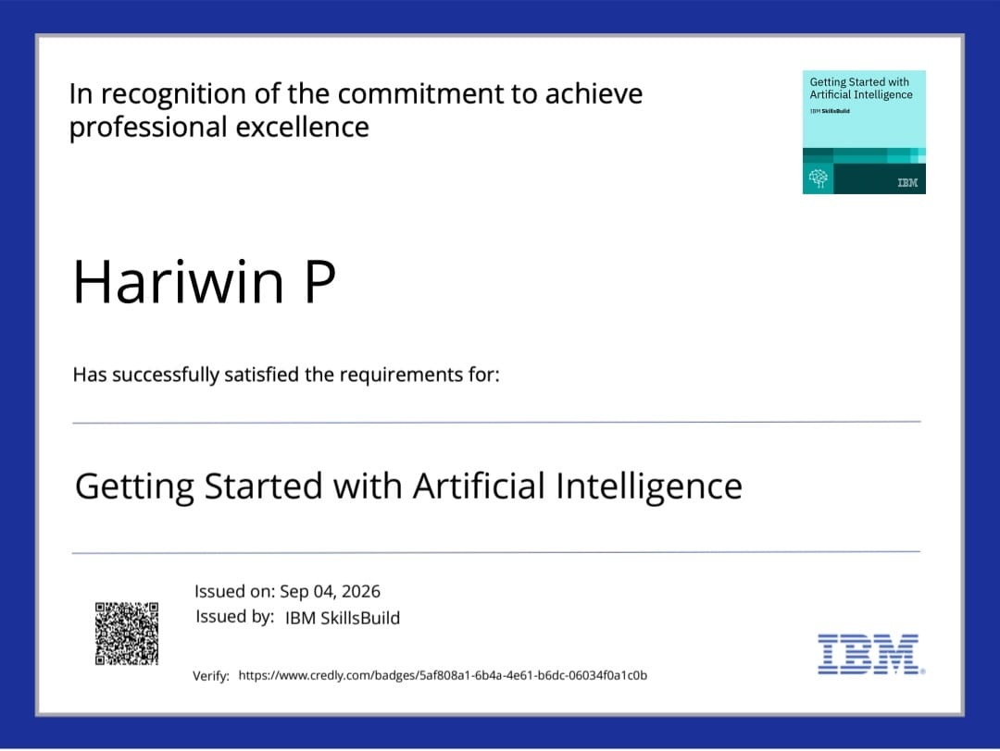 In recognition of the commitment to achieve
professional excellence
Getting Started with
Artificial Intelligence
IBM SkillsBuild
IBM
Hariwin P
Has successfully satisfied the requirements for:
Getting Started with Artificial Intelligence
Issued on: Sep 04, 2026
Issued by: IBM SkillsBuild
Verify: https://www.credly.com/badges/5af808a1-6b4a-4e61-b6dc-06034f0a1c0b
IBM®